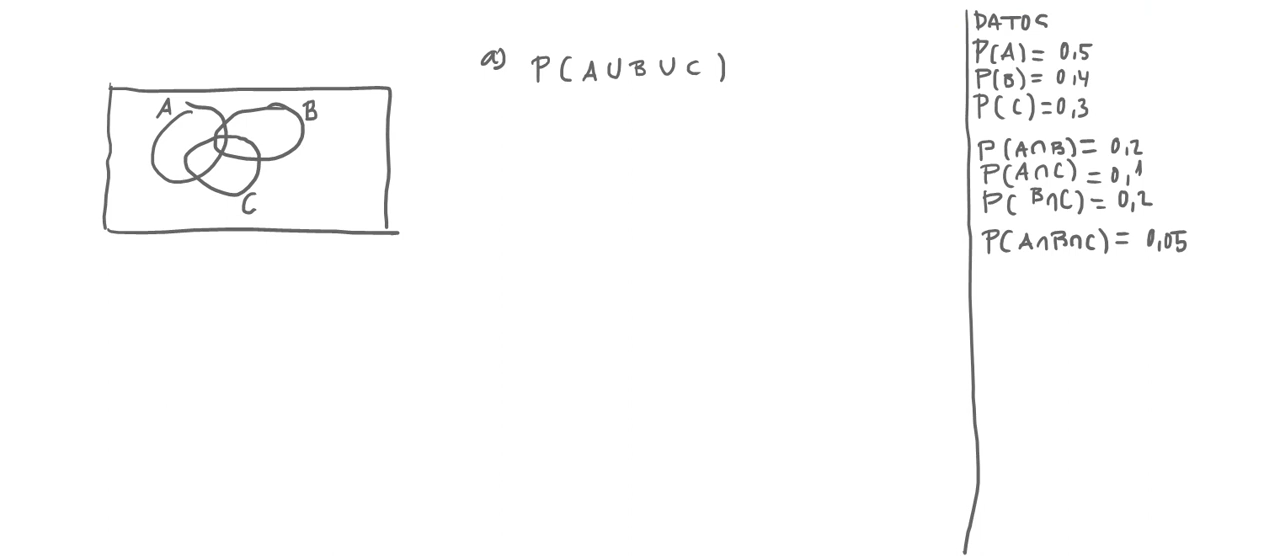 A
B
C
a) P(A∪B∪C)
DATOS
P(A)= 0,5
P(B)= 0,4
P(C)=0,3
P(A∩B)= 0,2
P(A∩C) = 0,1
P(B∩C)= 0,2
P(A∩B∩C)= 0,05